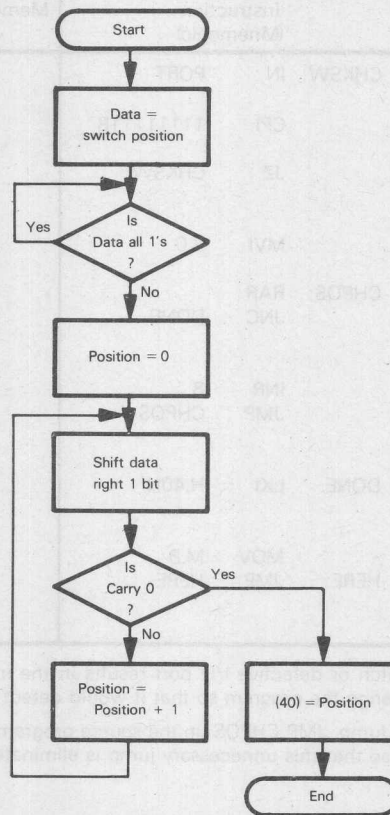 Start
Data =
switch position
Is
Data all 1's
?
Yes
No
Position = 0
Shift data
right 1 bit
Is
Carry 0
?
Yes
No
Position =
Position + 1
(40) = Position
End